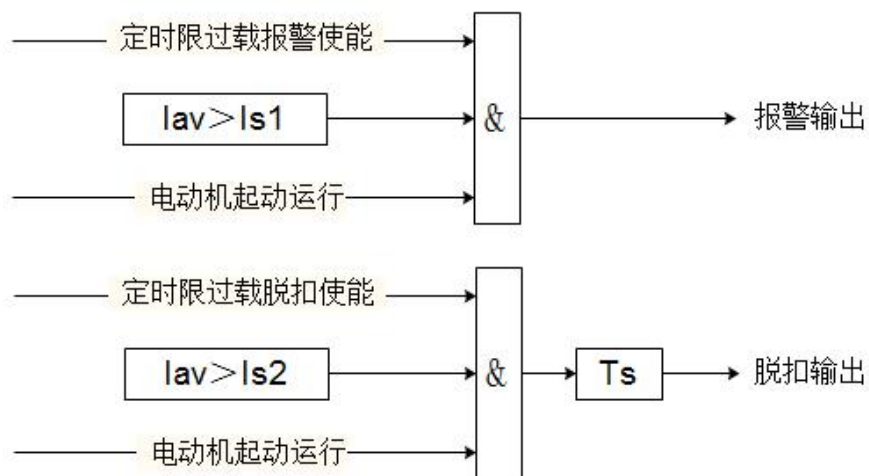 定时限过载报警使能
Iav＞Is1
&
报警输出
电动机起动运行
定时限过载脱扣使能
Iav＞Is2
&
Ts
脱扣输出
电动机起动运行